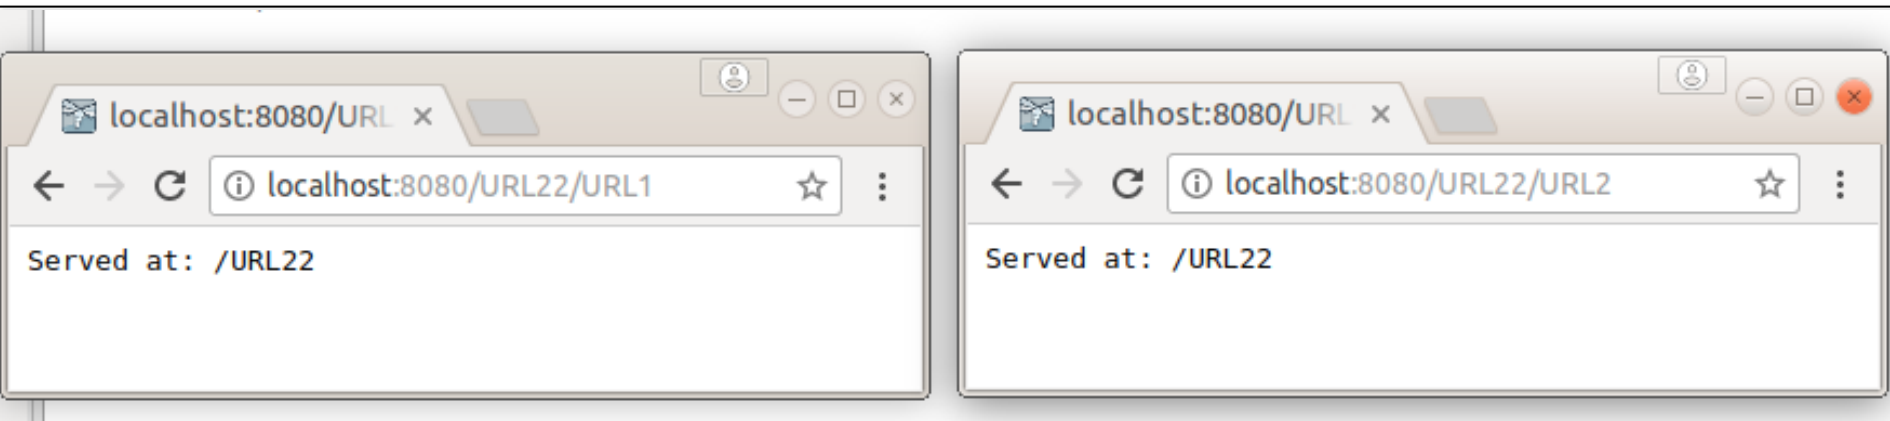 localhost:8080/URL
localhost:8080/URL22/URL1
Served at: /URL22
localhost:8080/URL
localhost:8080/URL22/URL2
Served at: /URL22